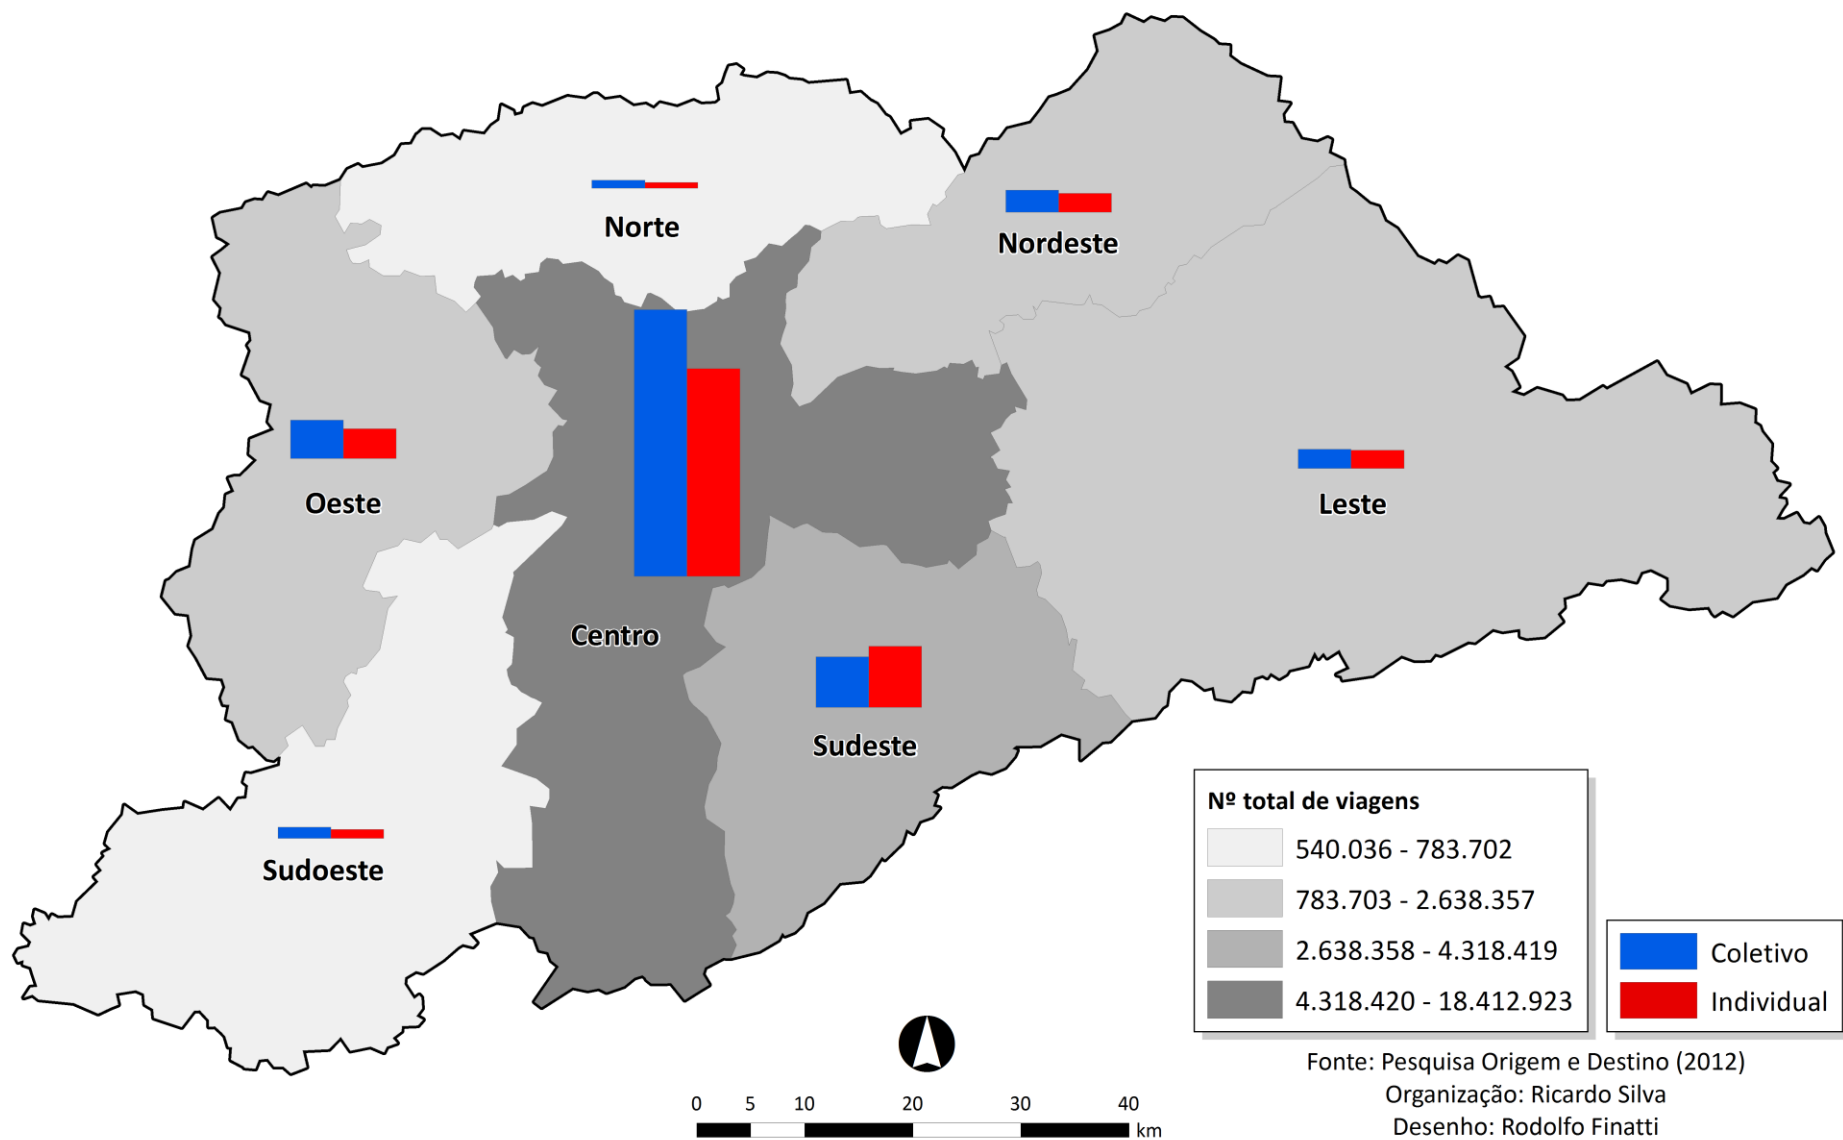 Norte
Nordeste
Oeste
Leste
Centro
Sudeste
Sudoeste
Nº total de viagens
540.036 - 783.702
783.703 - 2.638.357
2.638.358 - 4.318.419
4.318.420 - 18.412.923
Coletivo
Individual
Fonte: Pesquisa Origem e Destino (2012)
Organização: Ricardo Silva
Desenho: Rodolfo Finatti
0 5 10 20 30 40
km